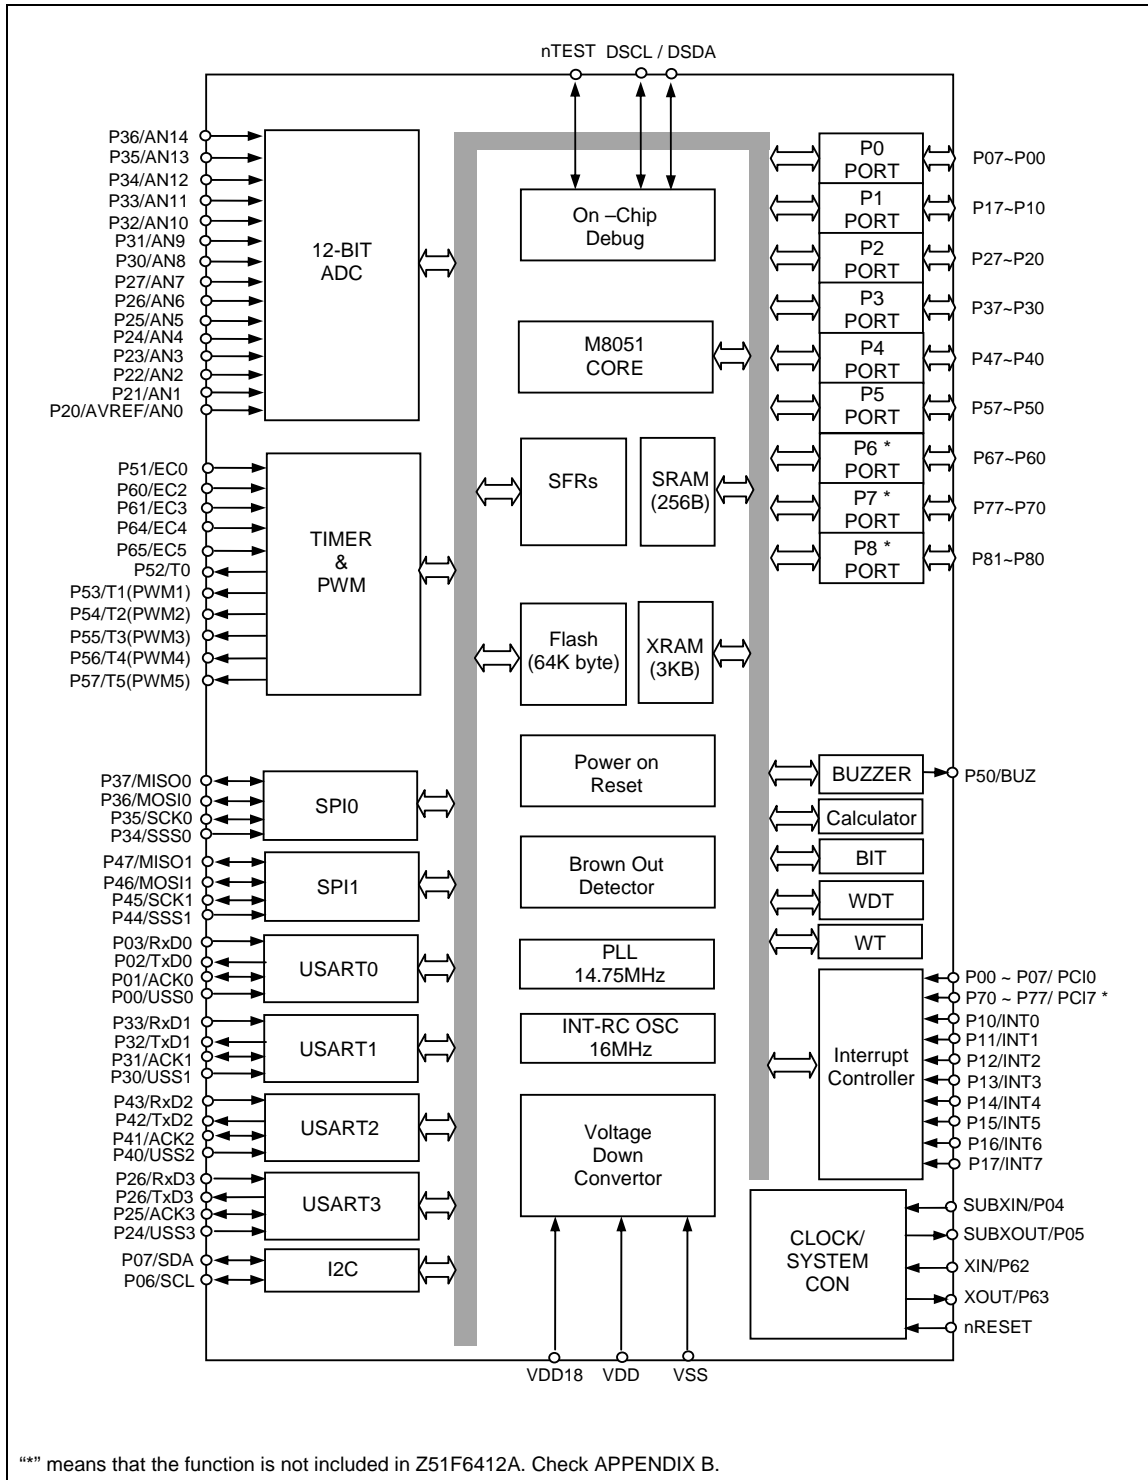 nTEST DSCL / DSDA
P36/AN14
P35/AN13
P34/AN12
P33/AN11
P32/AN10
P31/AN9
P30/AN8
P27/AN7
P26/AN6
P25/AN5
P24/AN4
P23/AN3
P22/AN2
P21/AN1
P20/AVREF/AN0
12-BIT
ADC
P51/EC0
P60/EC2
P61/EC3
P64/EC4
P65/EC5
P52/T0
P53/T1(PWM1)
P54/T2(PWM2)
P55/T3(PWM3)
P56/T4(PWM4)
P57/T5(PWM5)
TIMER
&
PWM
P37/MISO0
P36/MOSI0
P35/SCK0
P34/SSS0
SPI0
P47/MISO1
P46/MOSI1
P45/SCK1
P44/SSS1
SPI1
P03/RxD0
P02/TxD0
P01/ACK0
P00/USS0
USART0
P33/RxD1
P32/TxD1
P31/ACK1
P30/USS1
USART1
P43/RxD2
P42/TxD2
P41/ACK2
P40/USS2
USART2
P26/RxD3
P26/TxD3
P25/ACK3
P24/USS3
USART3
P07/SDA
P06/SCL
I2C
On –Chip
Debug
M8051
CORE
SFRs
SRAM
(256B)
Flash
(64K byte)
XRAM
(3KB)
Power on
Reset
Brown Out
Detector
PLL
14.75MHz
INT-RC OSC
16MHz
Voltage
Down
Convertor
VDD18 VDD VSS
P0
PORT
P07~P00
P1
PORT
P17~P10
P2
PORT
P27~P20
P3
PORT
P37~P30
P4
PORT
P47~P40
P5
PORT
P57~P50
P6 *
PORT
P67~P60
P7 *
PORT
P77~P70
P8 *
PORT
P81~P80
BUZZER
P50/BUZ
Calculator
BIT
WDT
WT
Interrupt
Controller
P00 ~ P07/ PCI0
P70 ~ P77/ PCI7 *
P10/INT0
P11/INT1
P12/INT2
P13/INT3
P14/INT4
P15/INT5
P16/INT6
P17/INT7
CLOCK/
SYSTEM
CON
SUBXIN/P04
SUBXOUT/P05
XIN/P62
XOUT/P63
nRESET
“*” means that the function is not included in Z51F6412A. Check APPENDIX B.